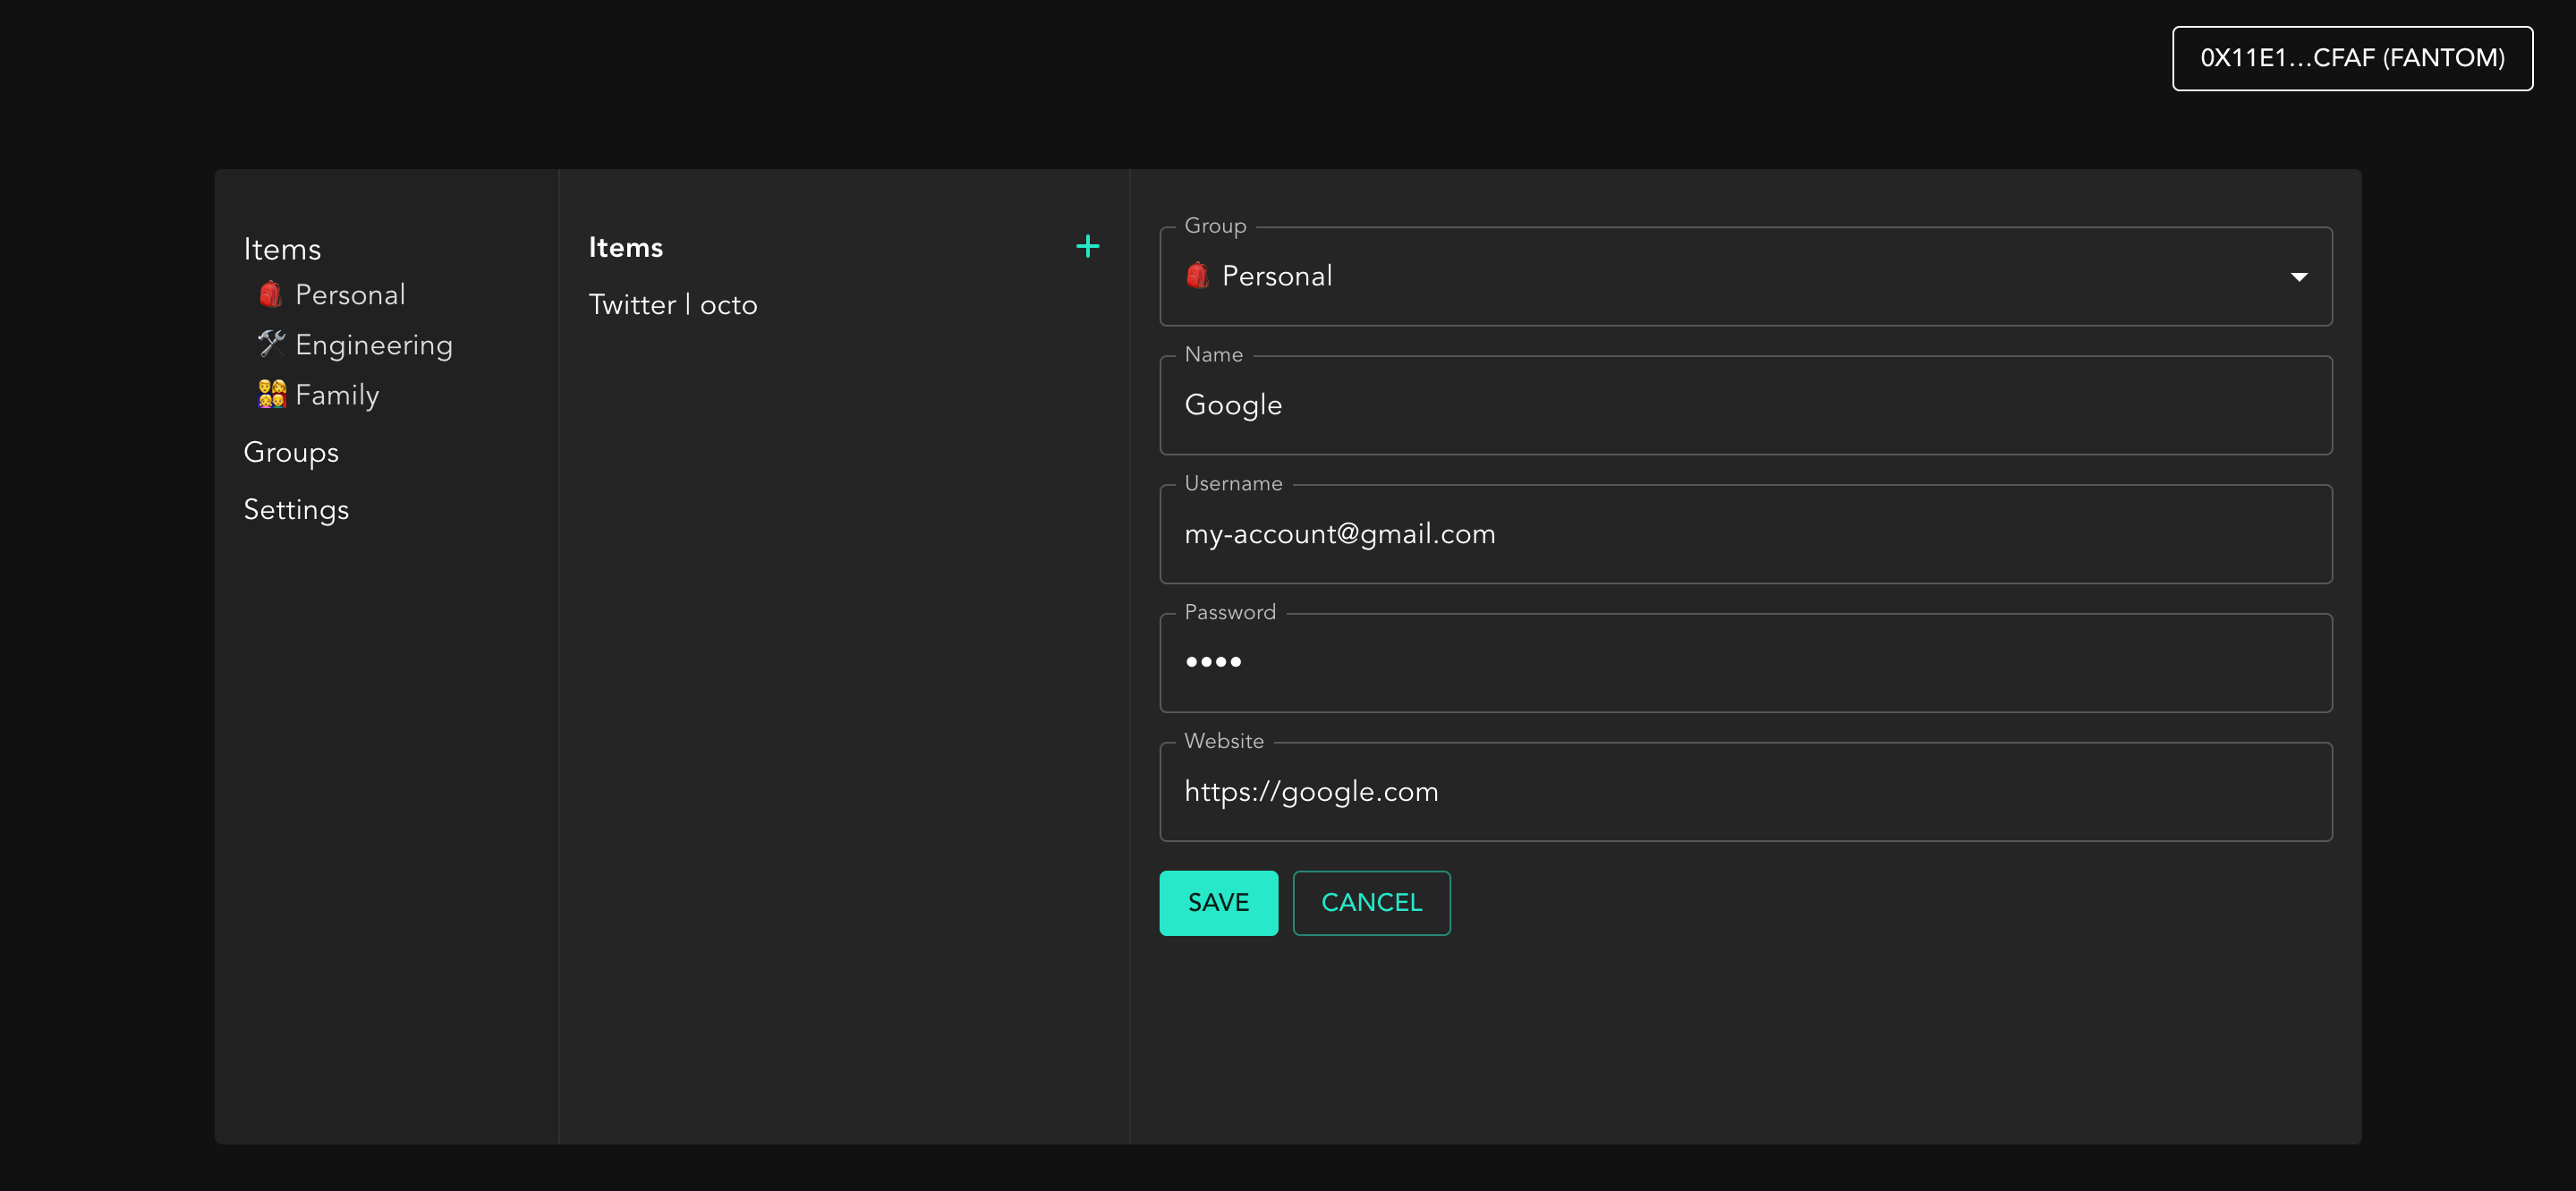 0X11E1...CFAF (FANTOM)
Items
Personal
Engineering
Family
Groups
Settings
Items
Twitter | octo
Group
Personal
Name
Google
Username
my-account@gmail.com
Password
••••
Website
https://google.com
SAVE
CANCEL